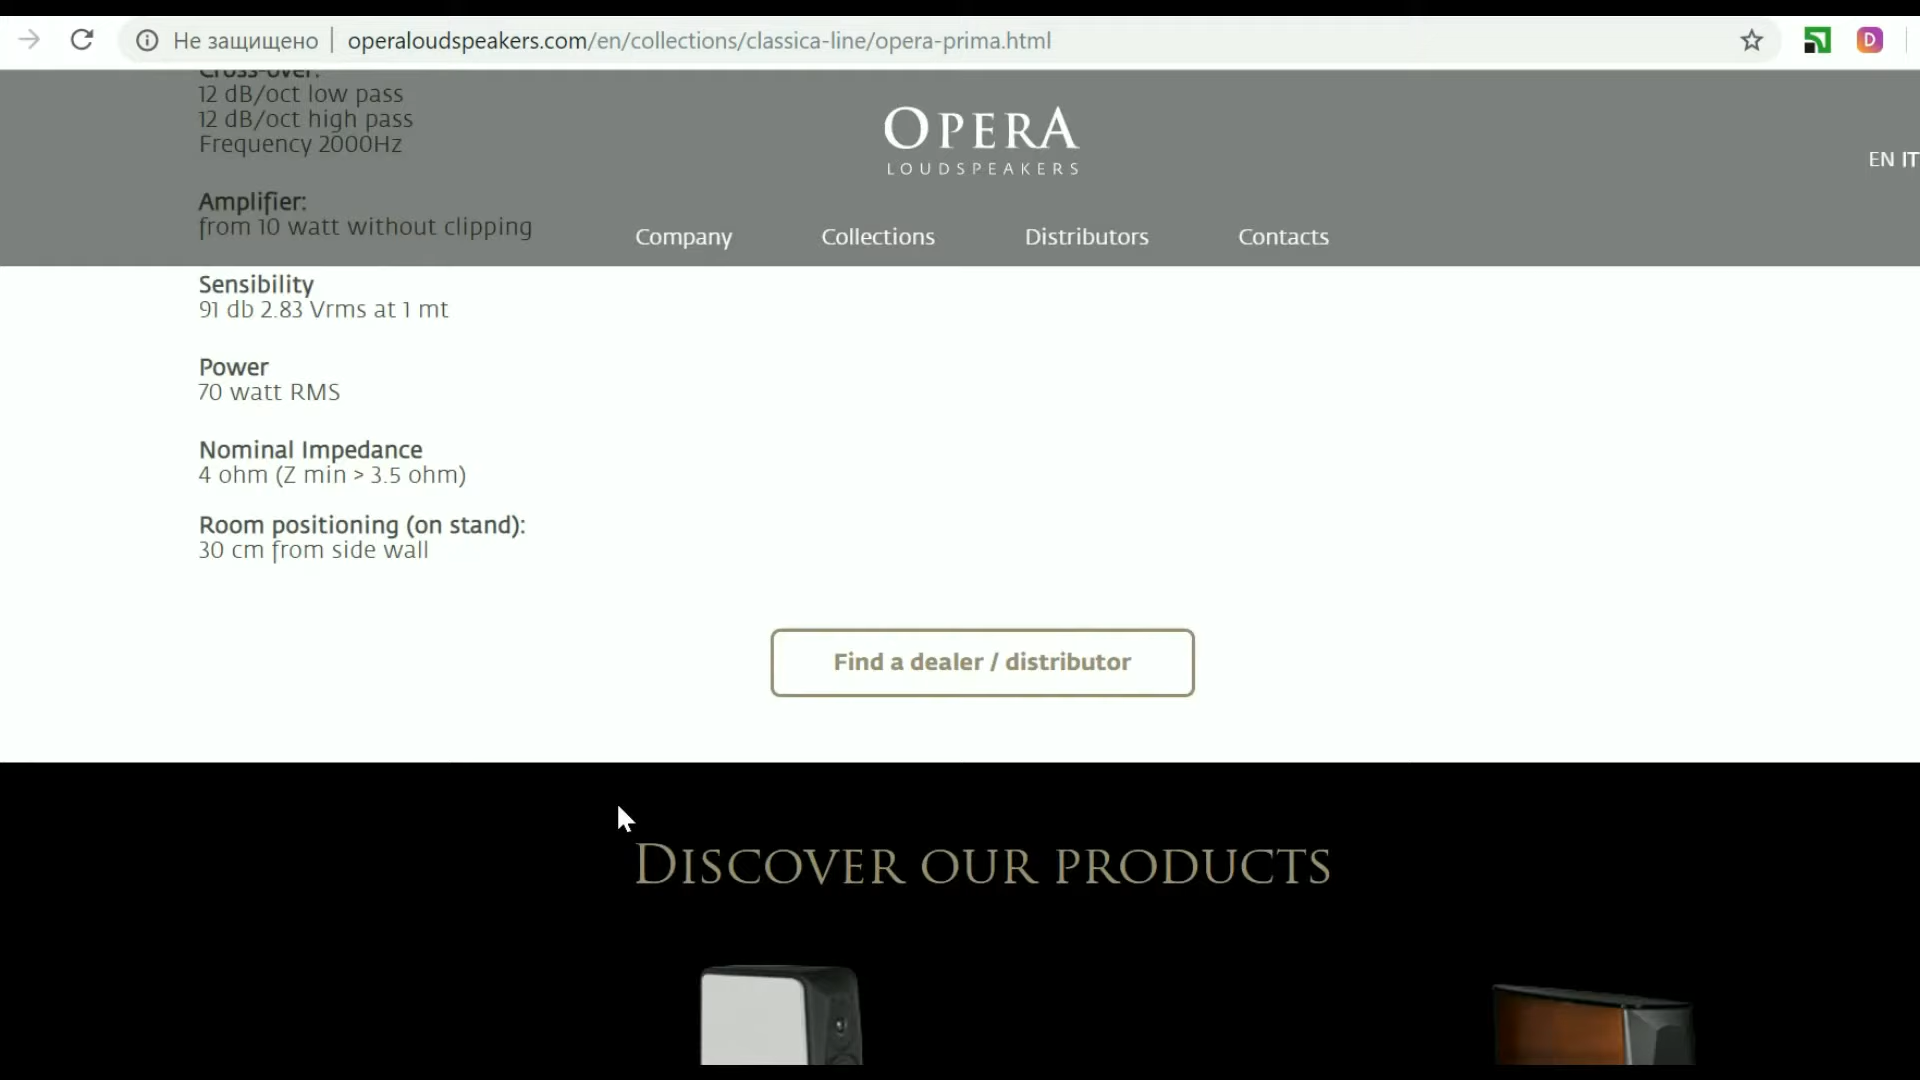 Не защищено
operaloudspeakers.com/en/collections/classica-line/opera-prima.html
D
Cross-over:
12 dB/oct low pass
12 dB/oct high pass
Frequency 2000Hz
Amplifier:
from 10 watt without clipping
OPERA
LOUDSPEAKERS
EN IT
Company
Collections
Distributors
Contacts
Sensibility
91 db 2.83 Vrms at 1 mt
Power
70 watt RMS
Nominal Impedance
4 ohm (Z min > 3.5 ohm)
Room positioning (on stand):
30 cm from side wall
Find a dealer / distributor
DISCOVER OUR PRODUCTS